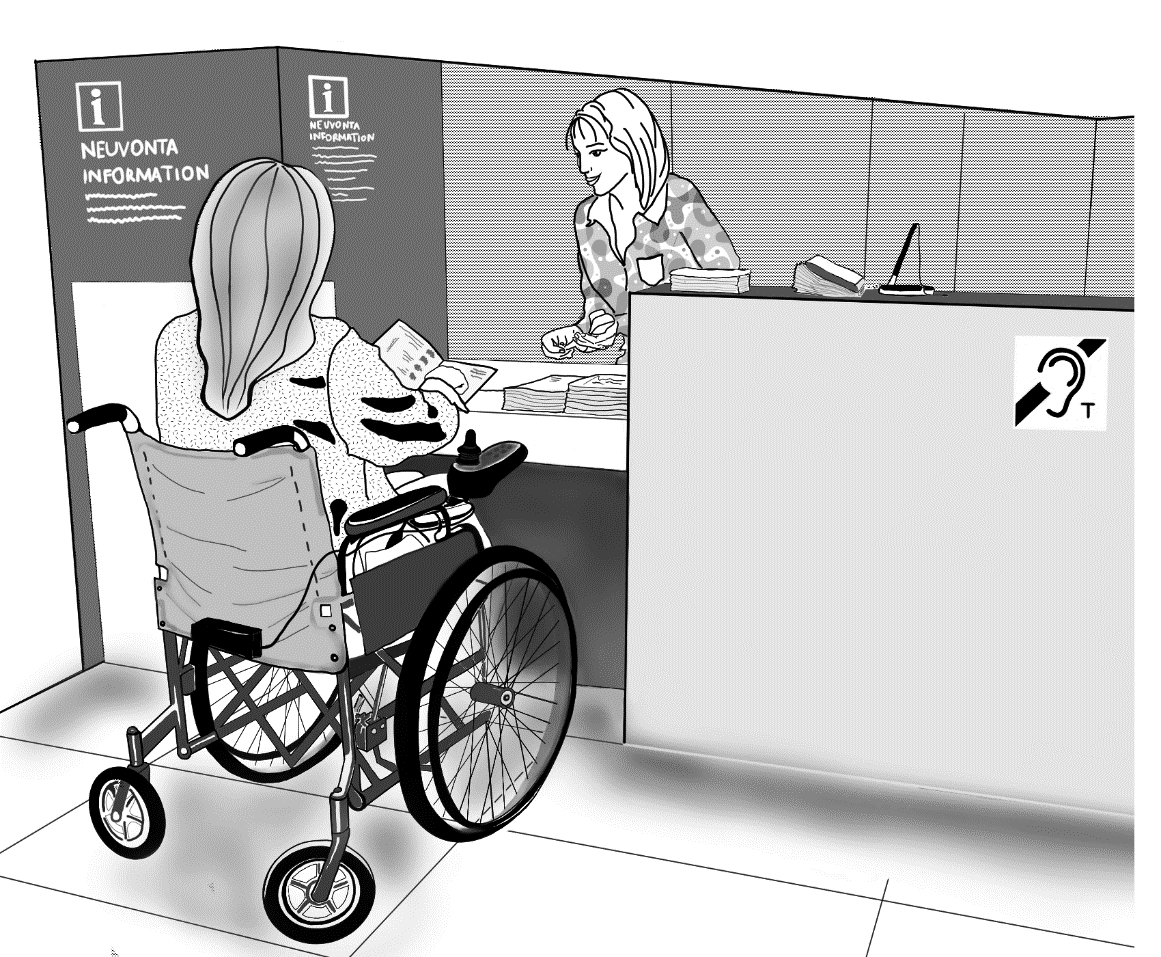 i
NEUVONTA
INFORMATION
i
NEUVONTA
INFORMATION
T